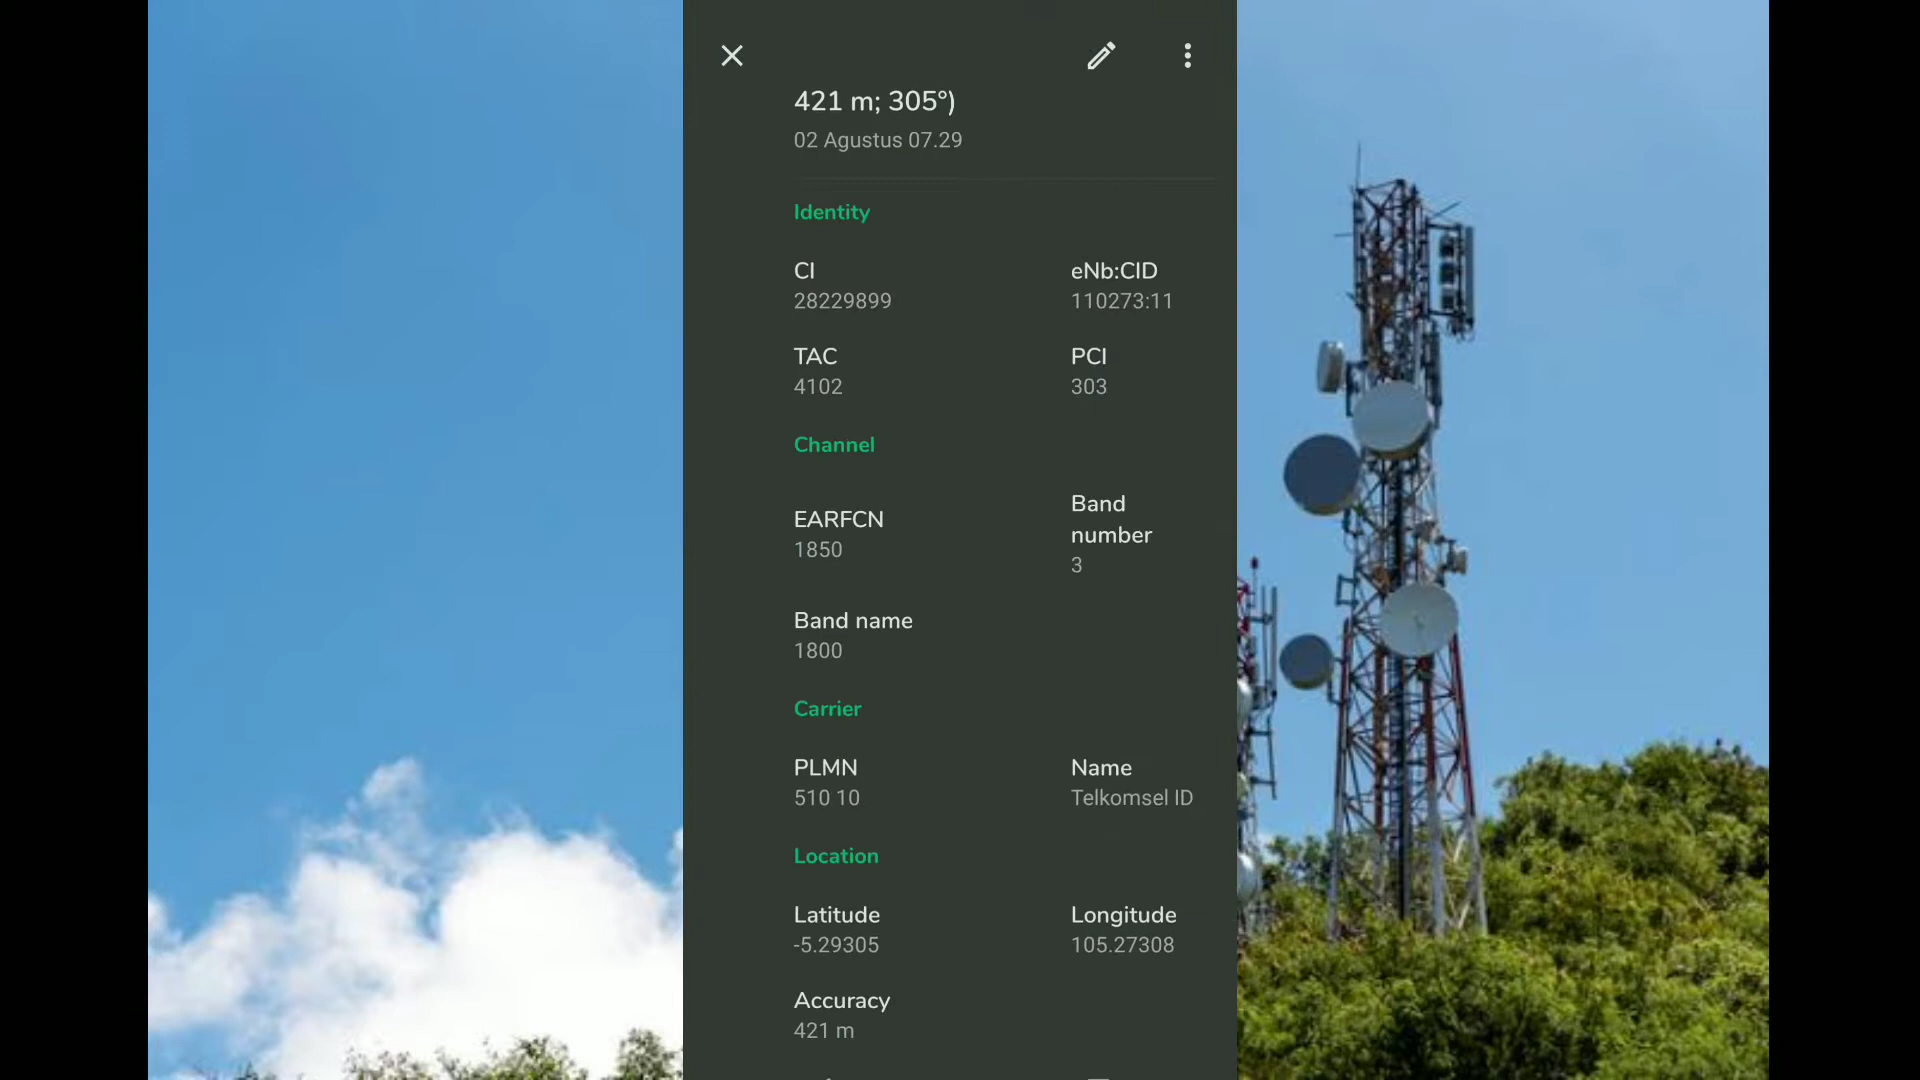 421 m; 305°)
02 Agustus 07.29
Identity
CI
28229899
eNb:CID
110273:11
TAC
4102
PCI
303
Channel
EARFCN
1850
Band
number
3
Band name
1800
Carrier
PLMN
510 10
Name
Telkomsel ID
Location
Latitude
-5.29305
Longitude
105.27308
Accuracy
421 m